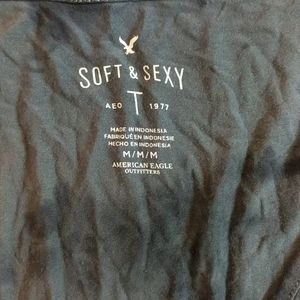 SOFT & SEXY
AEO T 1977
MADE IN INDONESIA
FABRIQUÉ EN INDONESIE
HECHO EN INDONESIA
M/M/M
AMERICAN EAGLE
OUTFITTERS